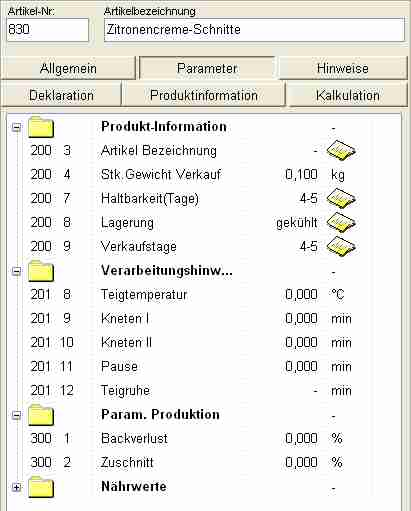 Artikel-Nr: Artikelbezeichnung
830 Zitronencreme-Schnitte
Allgemein Parameter Hinweise
Deklaration Produktinformation Kalkulation
Produkt-Information -
200 3 Artikel Bezeichnung -
200 4 Stk.Gewicht Verkauf 0,100 kg
200 7 Haltbarkeit(Tage) 4-5
200 8 Lagerung gekühlt
200 9 Verkaufstage 4-5
Verarbeitungshinw... -
201 8 Teigtemperatur 0,000 °C
201 9 Kneten I 0,000 min
201 10 Kneten II 0,000 min
201 11 Pause 0,000 min
201 12 Teigruhe - min
Param. Produktion -
300 1 Backverlust 0,000 %
300 2 Zuschnitt 0,000 %
Nährwerte -